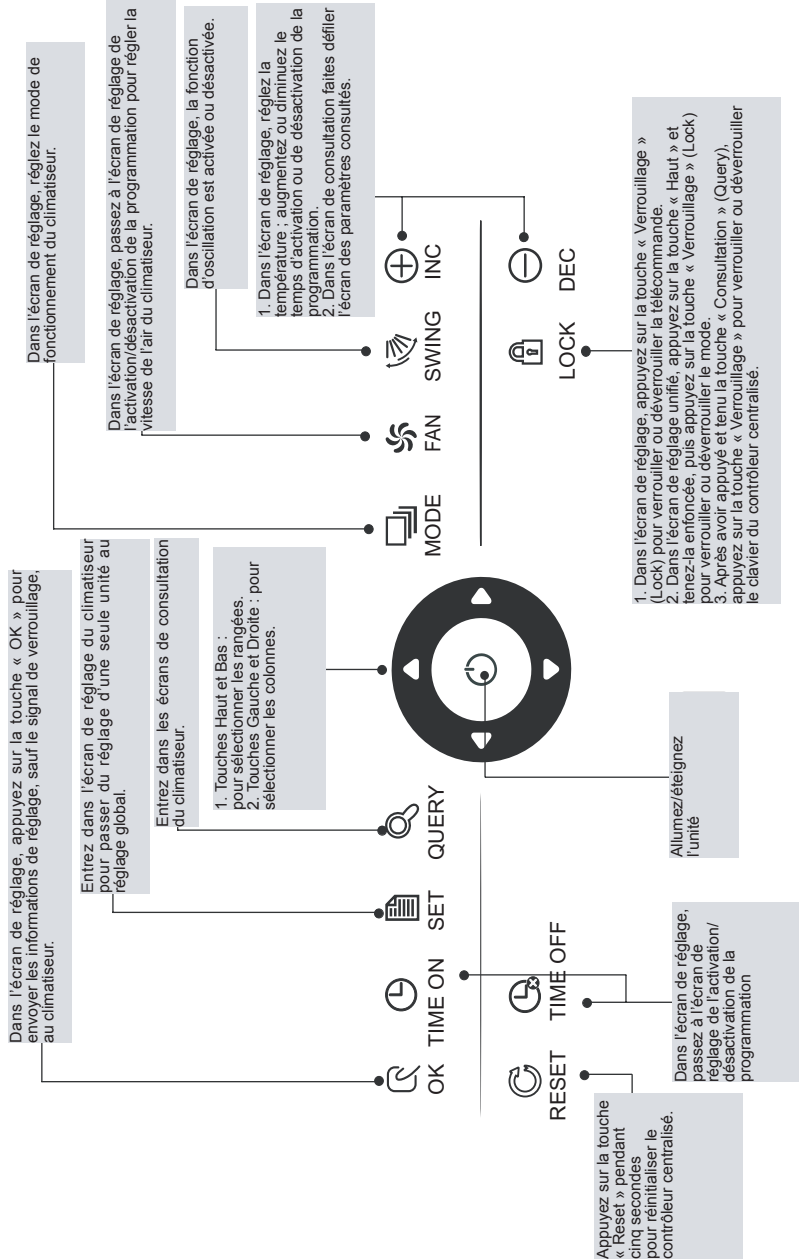 Dans l'écran de réglage, appuyez sur la touche « OK » pour
envoyer les informations de réglage, sauf le signal de verrouillage,
au climatiseur.
Entrez dans l'écran de réglage du climatiseur
pour passer du réglage d'une seule unité au
réglage global.
Entrez dans les écrans de consultation
du climatiseur.
1. Touches Haut et Bas :
pour sélectionner les rangées.
2. Touches Gauche et Droite : pour
sélectionner les colonnes.
Dans l'écran de réglage, réglez le mode de
fonctionnement du climatiseur.
Dans l'écran de réglage, passez à l'écran de réglage de
l'activation/désactivation de la programmation pour régler la
vitesse de l'air du climatiseur.
Dans l'écran de réglage, la fonction
d'oscillation est activée ou désactivée.
1. Dans l'écran de réglage, réglez la
température ; augmentez ou diminuez le
temps d'activation ou de désactivation de la
programmation.
2. Dans l'écran de consultation faites défiler
l'écran des paramètres consultés.
OK
TIME ON
SET
QUERY
MODE
FAN
SWING
INC
RESET
TIME OFF
LOCK
DEC
Appuyez sur la touche
« Reset » pendant
cinq secondes
pour réinitialiser le
contrôleur centralisé.
Dans l'écran de réglage,
passez à l'écran de
réglage de l'activation/
désactivation de la
programmation
Allumez/éteignez
l'unité
1. Dans l'écran de réglage, appuyez sur la touche « Verrouillage »
(Lock) pour verrouiller ou déverrouiller la télécommande.
2. Dans l'écran de réglage unifié, appuyez sur la touche « Haut » et
tenez-la enfoncée, puis appuyez sur la touche « Verrouillage » (Lock)
pour verrouiller ou déverrouiller le mode.
3. Après avoir appuyé et tenu la touche « Consultation » (Query),
appuyez sur la touche « Verrouillage » pour verrouiller ou déverrouiller
le clavier du contrôleur centralisé.